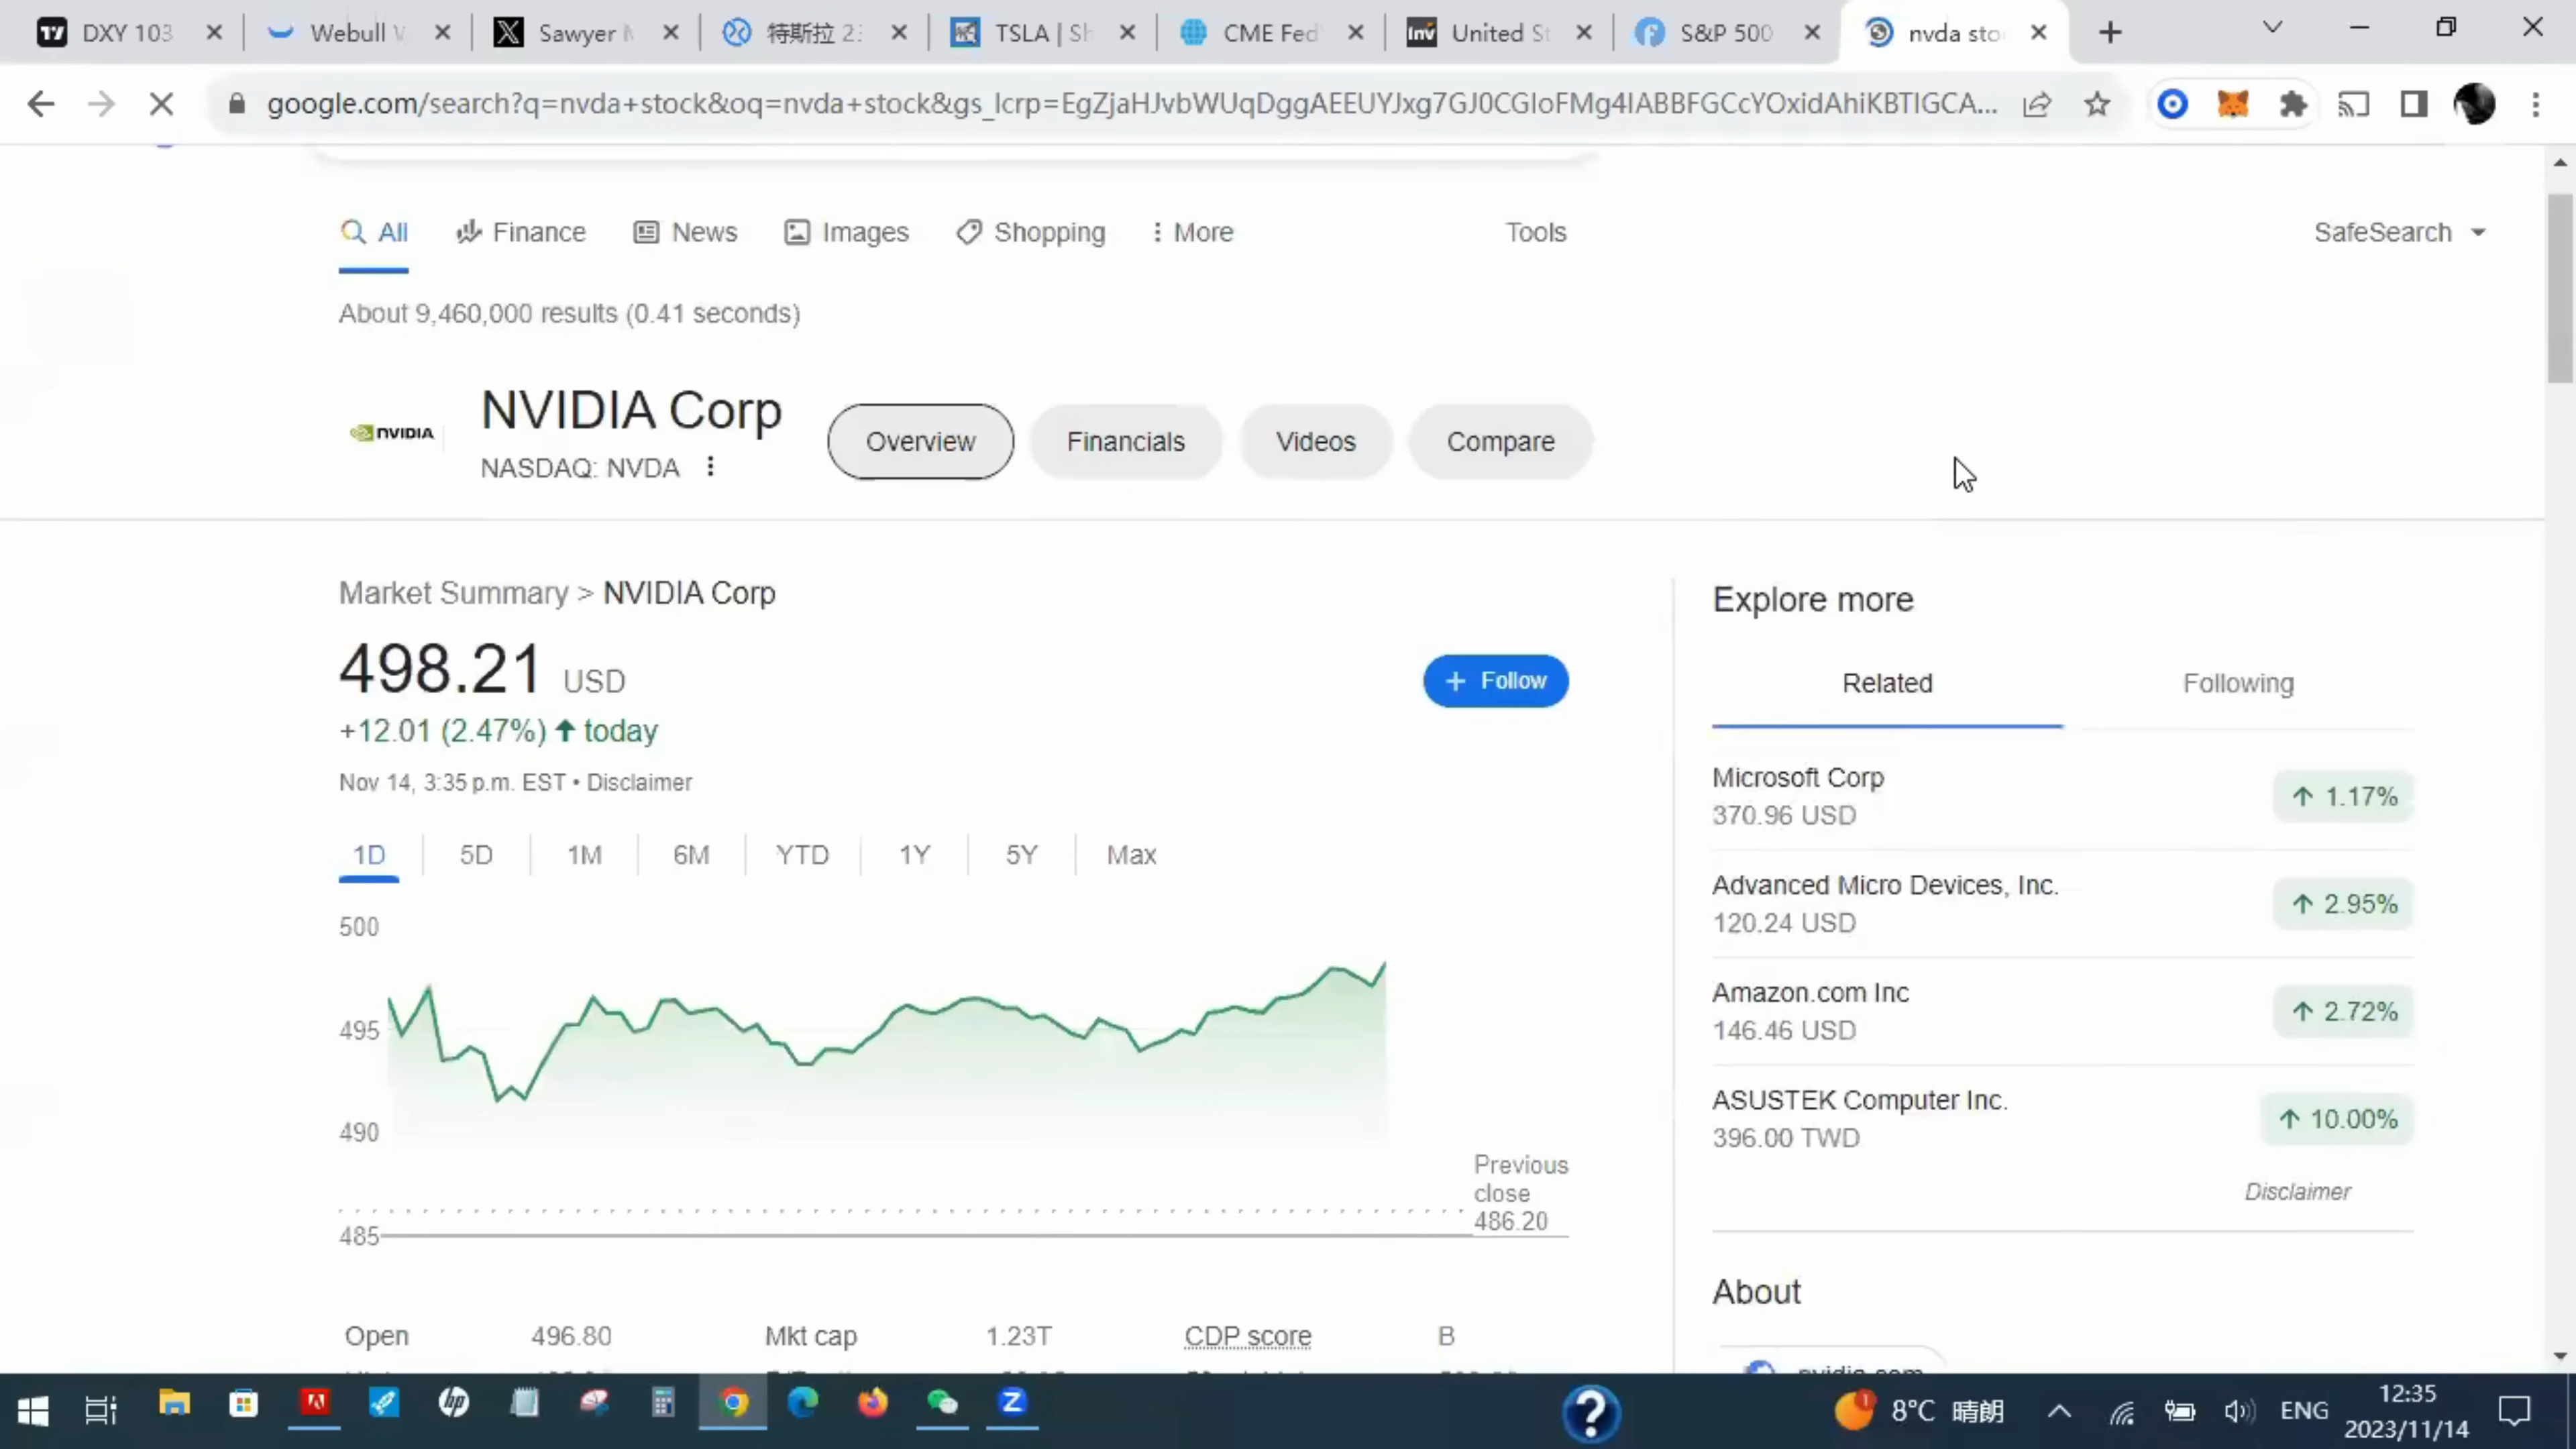 DXY 103
Webull
Sawyer
特斯拉
TSLA | Sh
CME Fed
United St
S&P 500
nvda sto
google.com/search?q=nvda+stock&oq=nvda+stock&gs_lcrp=EgZjaHJvbWUqDggAEEUYJxg7GJ0CGIoFMg4IABBFGCcYOxidAhiKBTIGCA...
All
Finance
News
Images
Shopping
More
Tools
SafeSearch
About 9,460,000 results (0.41 seconds)
NVIDIA
NVIDIA Corp
NASDAQ: NVDA
Overview
Financials
Videos
Compare
Market Summary > NVIDIA Corp
498.21 USD
+12.01 (2.47%) ↑ today
Nov 14, 3:35 p.m. EST • Disclaimer
+ Follow
1D
5D
1M
6M
YTD
1Y
5Y
Max
500
495
490
485
Previous
close
486.20
Open 496.80
Mkt cap 1.23T
CDP score B
Explore more
Related
Following
Microsoft Corp
370.96 USD
↑ 1.17%
Advanced Micro Devices, Inc.
120.24 USD
↑ 2.95%
Amazon.com Inc
146.46 USD
↑ 2.72%
ASUSTEK Computer Inc.
396.00 TWD
↑ 10.00%
Disclaimer
About
nvidia.com
8°C 晴朗
ENG
12:35
2023/11/14